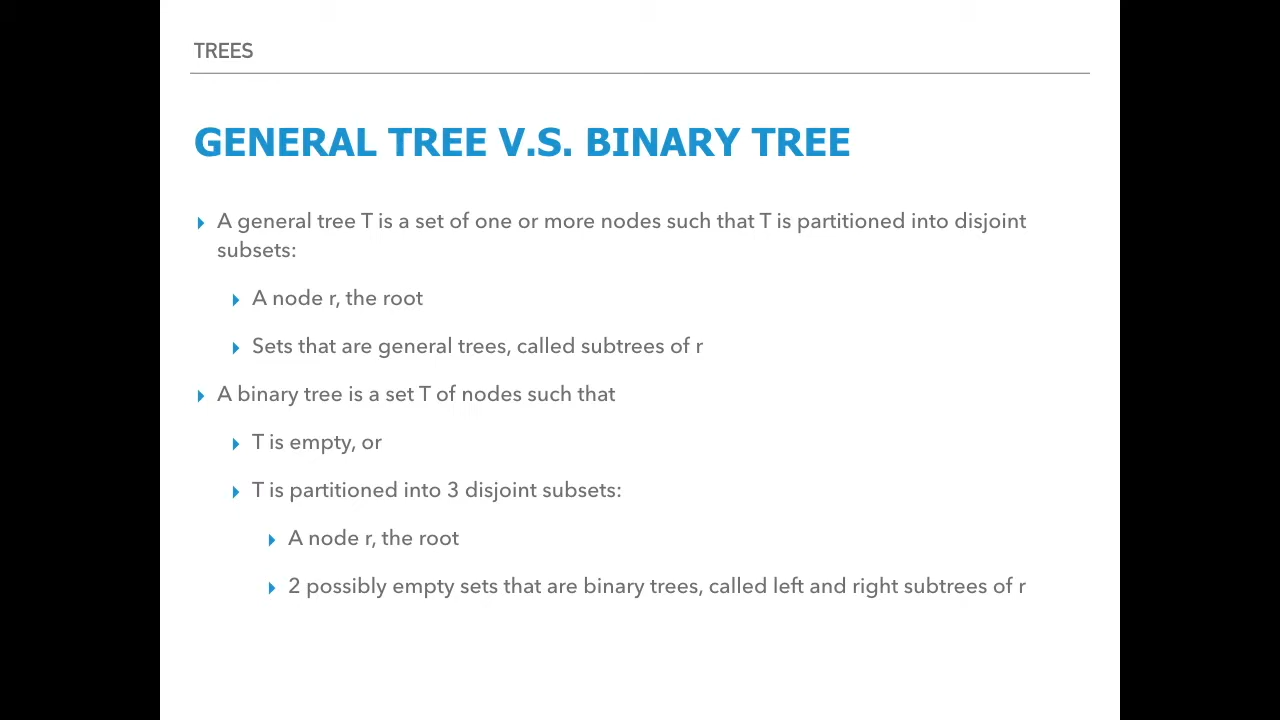 TREES
GENERAL TREE V.S. BINARY TREE
A general tree T is a set of one or more nodes such that T is partitioned into disjoint
subsets:
A node r, the root
Sets that are general trees, called subtrees of r
A binary tree is a set T of nodes such that
T is empty, or
T is partitioned into 3 disjoint subsets:
A node r, the root
2 possibly empty sets that are binary trees, called left and right subtrees of r